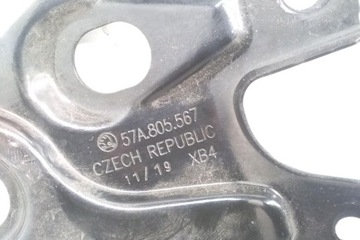 57A.805.567
CZECH REPUBLIC
11/19 XB4